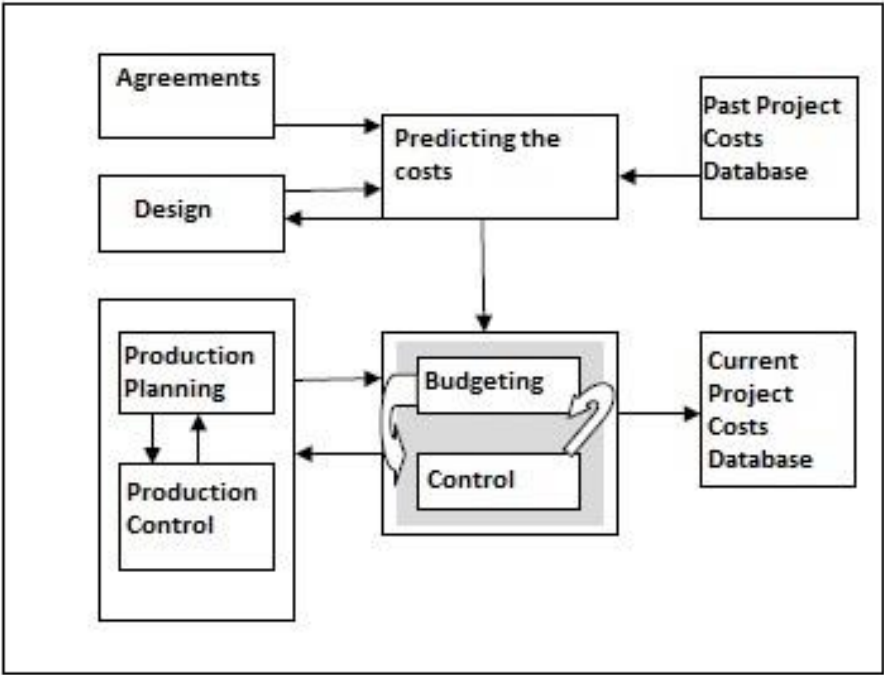 Agreements
Past Project
Costs
Database
Predicting the
costs
Design
Production
Planning
Budgeting
Current
Project
Costs
Database
Production
Control
Control